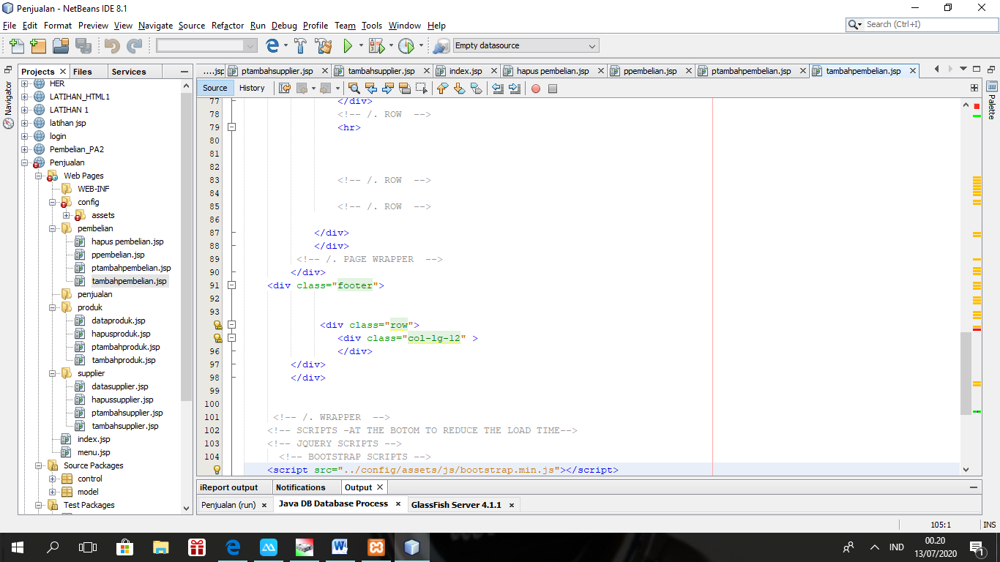 Penjualan - NetBeans IDE 8.1
File Edit Format Preview View Navigate Source Refactor Run Debug Profile Team Tools Window Help
Search (Ctrl+I)
Empty datasource
Projects Files Services
Navigator
Palette
HER
LATIHAN_HTML1
LATIHAN 1
latihan jsp
login
Pembelian_PA2
Penjualan
Web Pages
WEB-INF
config
assets
pembelian
hapus pembelian.jsp
ppembelian.jsp
ptambahpembelian.jsp
tambahpembelian.jsp
penjualan
produk
dataproduk.jsp
hapusproduk.jsp
ptambahproduk.jsp
tambahproduk.jsp
supplier
datasupplier.jsp
hapussupplier.jsp
ptambahsupplier.jsp
tambahsupplier.jsp
index.jsp
menu.jsp
Source Packages
control
model
Test Packages
....jsp ptambahsupplier.jsp tambahsupplier.jsp index.jsp hapus pembelian.jsp ppembelian.jsp ptambahpembelian.jsp tambahpembelian.jsp
Source History
77 </div>
78 <!-- /. ROW  -->
79 <hr>
80
81
82
83 <!-- /. ROW  -->
84
85 <!-- /. ROW  -->
86
87 </div>
88 </div>
89 <!-- /. PAGE WRAPPER  -->
90 </div>
91 <div class="footer">
92
93
<div class="row">
<div class="col-lg-12" >
96 </div>
97 </div>
98 </div>
99
100
101 <!-- /. WRAPPER  -->
102 <!-- SCRIPTS -AT THE BOTOM TO REDUCE THE LOAD TIME-->
103 <!-- JQUERY SCRIPTS -->
104 <!-- BOOTSTRAP SCRIPTS -->
<script src="../config/assets/js/bootstrap.min.js"></script>
iReport output Notifications Output
Penjualan (run) Java DB Database Process GlassFish Server 4.1.1
105:1 INS
IND
00.20
13/07/2020
1